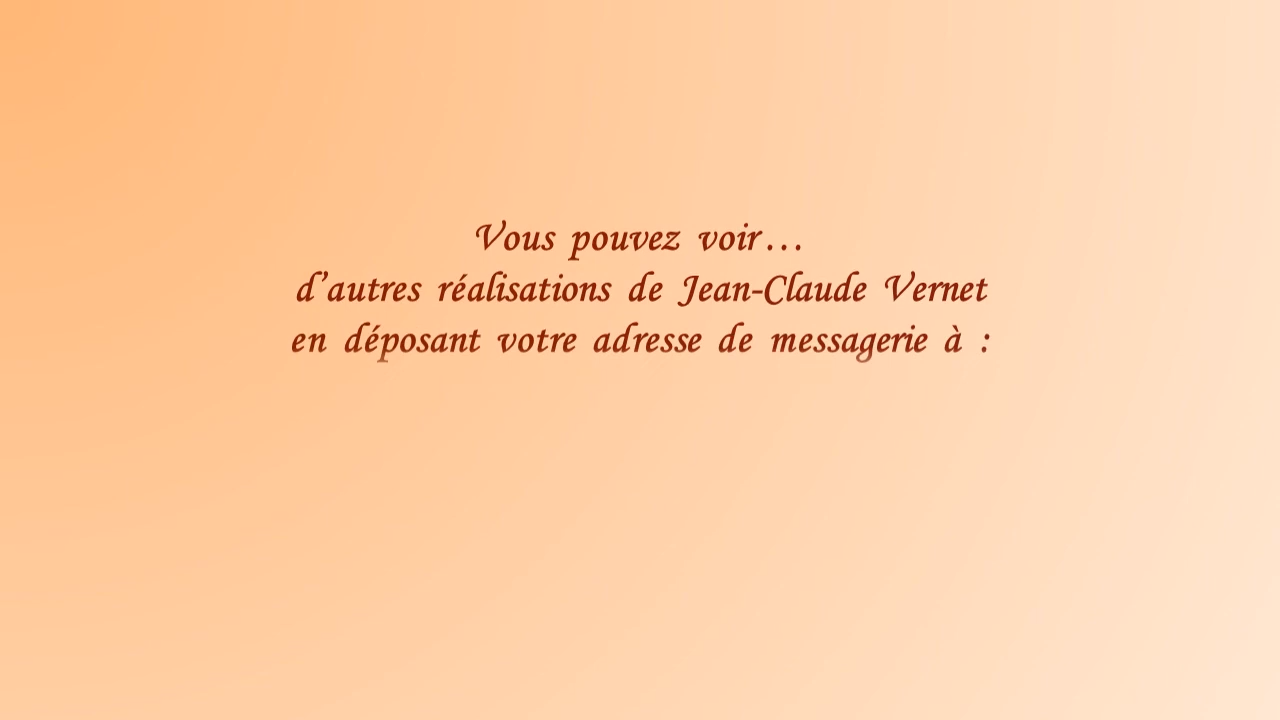 Vous pouvez voir…
d’autres réalisations de Jean-Claude Vernet
en déposant votre adresse de messagerie à :